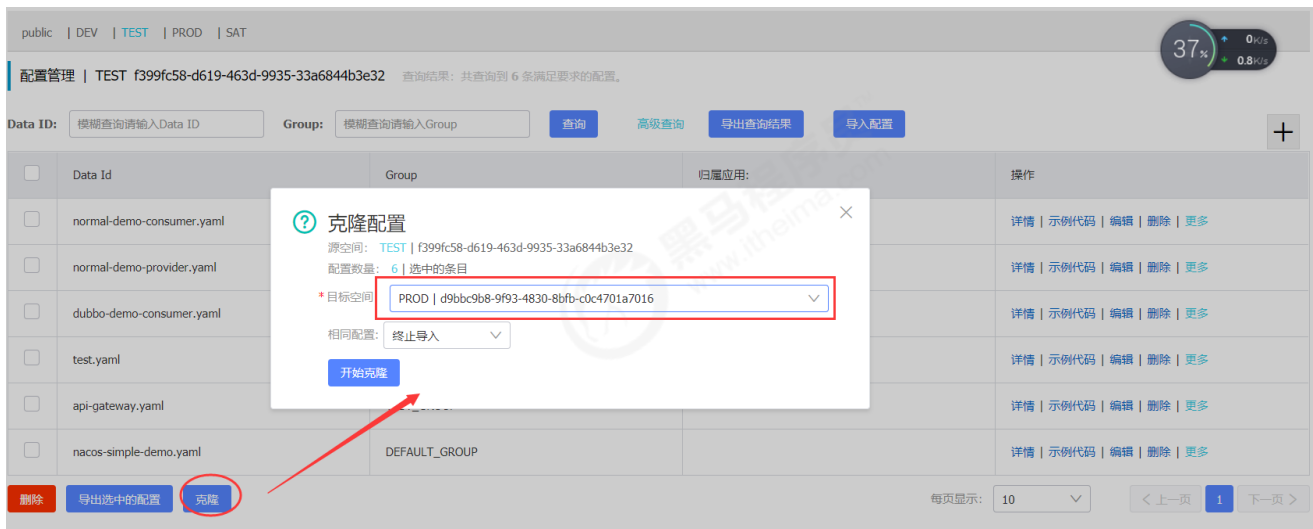 public | DEV | TEST | PROD | SAT
37%
0K/s
0.8K/s
配置管理 | TEST f399fc58-d619-463d-9935-33a6844b3e32 查询结果：共查询到 6 条满足要求的配置。
Data ID: 模糊查询请输入Data ID Group: 模糊查询请输入Group 查询 高级查询 导出查询结果 导入配置
Data Id Group 归属应用: 操作
normal-demo-consumer.yaml 详情 | 示例代码 | 编辑 | 删除 | 更多
normal-demo-provider.yaml 详情 | 示例代码 | 编辑 | 删除 | 更多
dubbo-demo-consumer.yaml 详情 | 示例代码 | 编辑 | 删除 | 更多
test.yaml 详情 | 示例代码 | 编辑 | 删除 | 更多
api-gateway.yaml 详情 | 示例代码 | 编辑 | 删除 | 更多
nacos-simple-demo.yaml DEFAULT_GROUP 详情 | 示例代码 | 编辑 | 删除 | 更多
克隆配置
源空间： TEST | f399fc58-d619-463d-9935-33a6844b3e32
配置数量： 6 | 选中的条目
*目标空间 PROD | d9bbc9b8-9f93-4830-8bfb-c0c4701a7016
相同配置: 终止导入
开始克隆
删除 导出选中的配置 克隆 每页显示： 10 < 上一页 1 下一页 >
黑马程序员
www.itheima.com